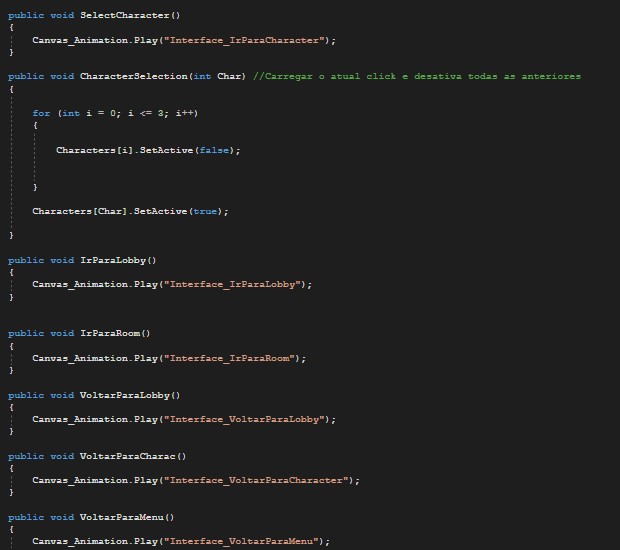 public void SelectCharacter()
{
Canvas_Animation.Play("Interface_IrParaCharacter");
}
public void CharacterSelection(int Char) //Carregar o atual click e desativa todas as anteriores
{
for (int i = 0; i <= 3; i++)
{
Characters[i].SetActive(false);
}
Characters[Char].SetActive(true);
}
public void IrParaLobby()
{
Canvas_Animation.Play("Interface_IrParaLobby");
}
public void IrParaRoom()
{
Canvas_Animation.Play("Interface_IrParaRoom");
}
public void VoltarParaLobby()
{
Canvas_Animation.Play("Interface_VoltarParaLobby");
}
public void VoltarParaCharac()
{
Canvas_Animation.Play("Interface_VoltarParaCharacter");
}
public void VoltarParaMenu()
{
Canvas_Animation.Play("Interface_VoltarParaMenu");